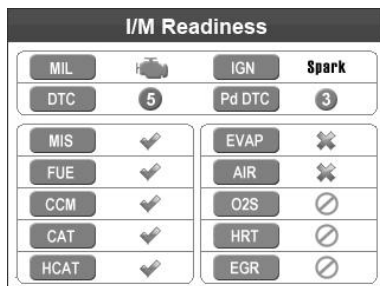 I/M Readiness
MIL IGN Spark
DTC 5 Pd DTC 3
MIS EVAP
FUE AIR
CCM O2S
CAT HRT
HCAT EGR